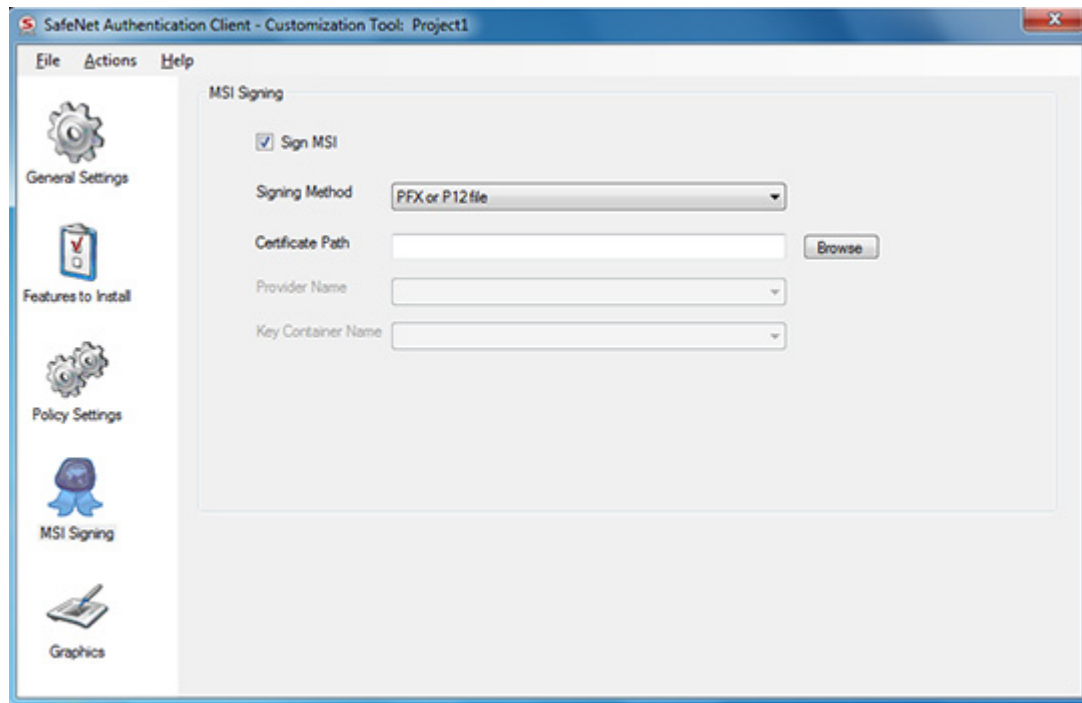 SafeNet Authentication Client - Customization Tool: Project1
File Actions Help
General Settings
Features to Install
Policy Settings
MSI Signing
Graphics
MSI Signing
Sign MSI
Signing Method PFX or P12 file
Certificate Path Browse
Provider Name
Key Container Name